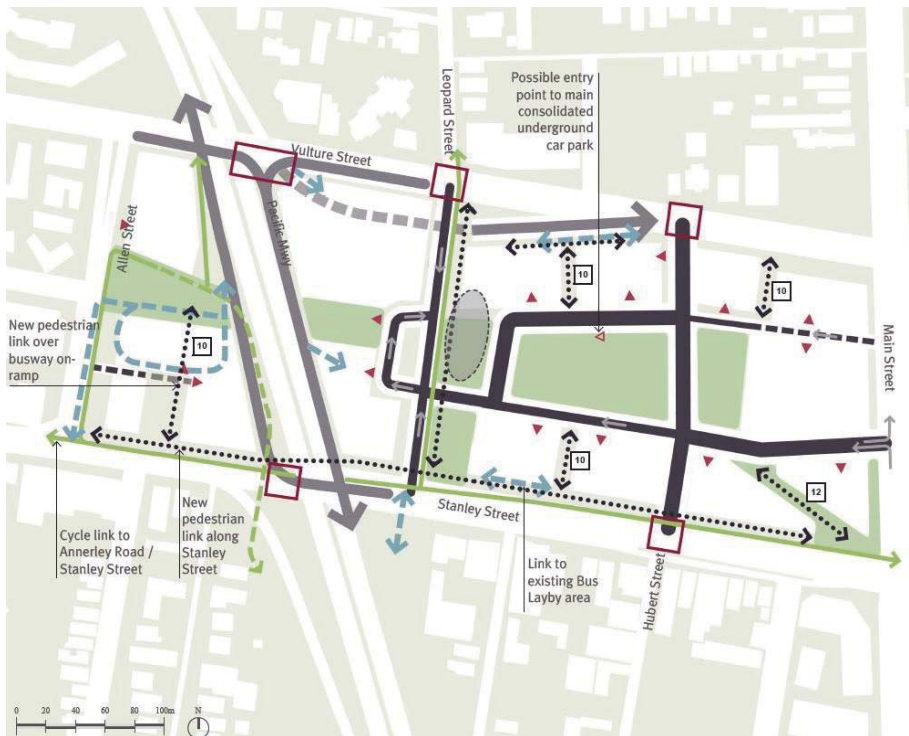 Leopard Street
Possible entry
point to main
consolidated
underground
car park
Vulture Street
Pacific Mwy
Allen Street
10
10
New pedestrian
link over
busway on-
ramp
10
Main Street
10
12
Stanley Street
Cycle link to
Annerley Road /
Stanley Street
New
pedestrian
link along
Stanley
Street
Link to
existing Bus
Layby area
Hubert Street
0 20 40 60 80 100m
N